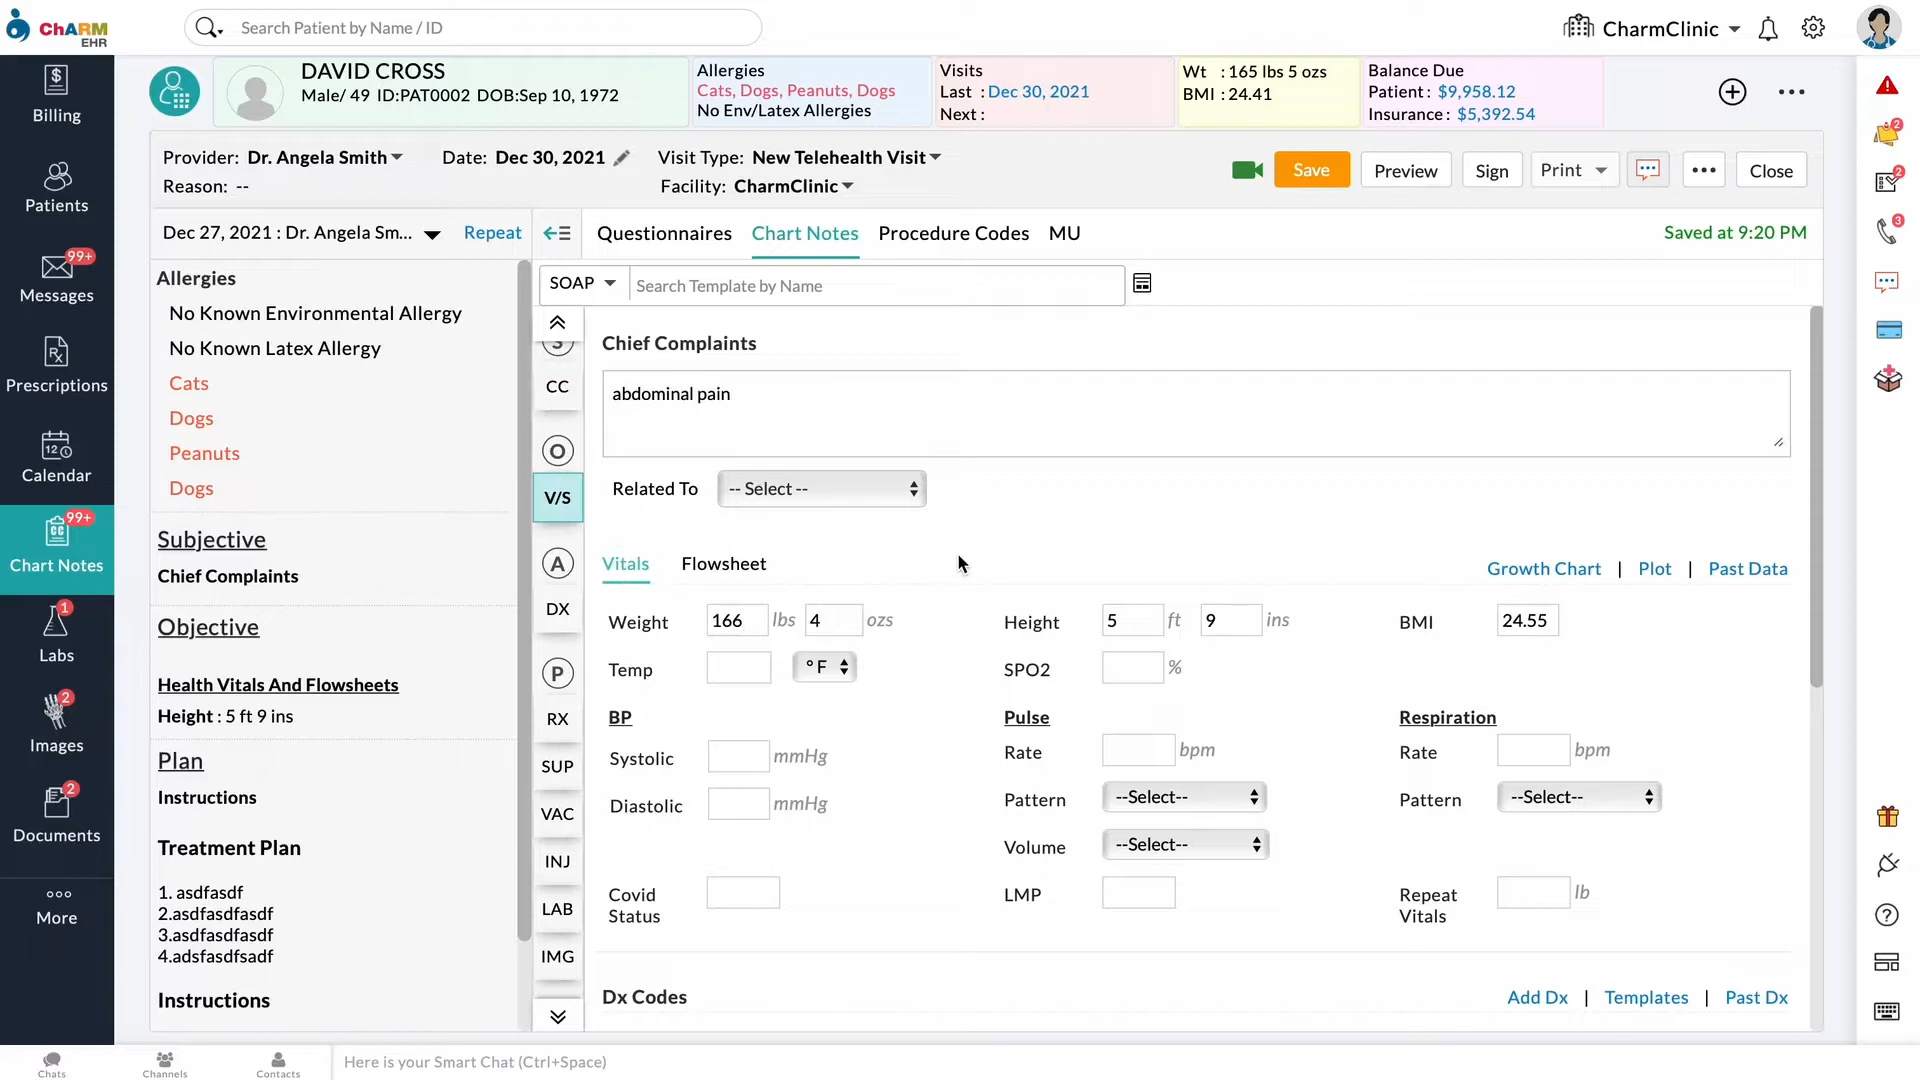 ChARM
EHR
Search Patient by Name / ID
CharmClinic
Billing
Patients
99+
Messages
Prescriptions
12
Calendar
99+
CC
Chart Notes
1
Labs
2
Images
2
Documents
More
DAVID CROSS
Male/ 49 ID:PAT0002 DOB:Sep 10, 1972
Allergies
Cats, Dogs, Peanuts, Dogs
No Env/Latex Allergies
Visits
Last : Dec 30, 2021
Next :
Wt : 165 lbs 5 ozs
BMI : 24.41
Balance Due
Patient : $9,958.12
Insurance : $5,392.54
Provider: Dr. Angela Smith
Date: Dec 30, 2021
Visit Type: New Telehealth Visit
Reason: --
Facility: CharmClinic
Save
Preview
Sign
Print
Close
Dec 27, 2021 : Dr. Angela Sm...
Repeat
Questionnaires
Chart Notes
Procedure Codes
MU
Saved at 9:20 PM
Allergies
No Known Environmental Allergy
No Known Latex Allergy
Cats
Dogs
Peanuts
Dogs
Subjective
Chief Complaints
Objective
Health Vitals And Flowsheets
Height : 5 ft 9 ins
Plan
Instructions
Treatment Plan
1. asdfasdf
2.asdfasdfasdf
3.asdfasdfasdf
4.adsfasdfsadf
Instructions
SOAP
Search Template by Name
S
CC
O
V/S
A
DX
P
RX
SUP
VAC
INJ
LAB
IMG
Chief Complaints
abdominal pain
Related To
-- Select --
Vitals
Flowsheet
Growth Chart | Plot | Past Data
Weight 166 lbs 4 ozs
Height 5 ft 9 ins
BMI 24.55
Temp ° F
SPO2 %
BP
Pulse
Respiration
Systolic mmHg
Rate bpm
Rate bpm
Diastolic mmHg
Pattern --Select--
Pattern --Select--
Volume --Select--
Covid
Status
LMP
Repeat
Vitals
lb
Dx Codes
Add Dx | Templates | Past Dx
2
2
3
Chats
Channels
Contacts
Here is your Smart Chat (Ctrl+Space)